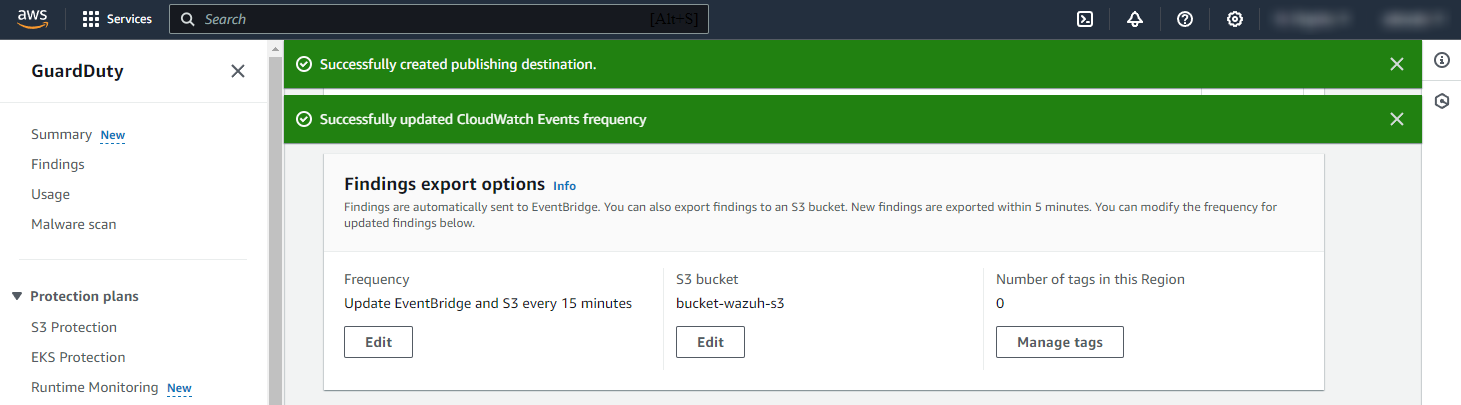 aws
Services
Search
[Alt+S]
GuardDuty
Summary New
Findings
Usage
Malware scan
Protection plans
S3 Protection
EKS Protection
Runtime Monitoring New
Successfully created publishing destination.
Successfully updated CloudWatch Events frequency
Findings export options Info
Findings are automatically sent to EventBridge. You can also export findings to an S3 bucket. New findings are exported within 5 minutes. You can modify the frequency for
updated findings below.
Frequency
Update EventBridge and S3 every 15 minutes
Edit
S3 bucket
bucket-wazuh-s3
Edit
Number of tags in this Region
0
Manage tags